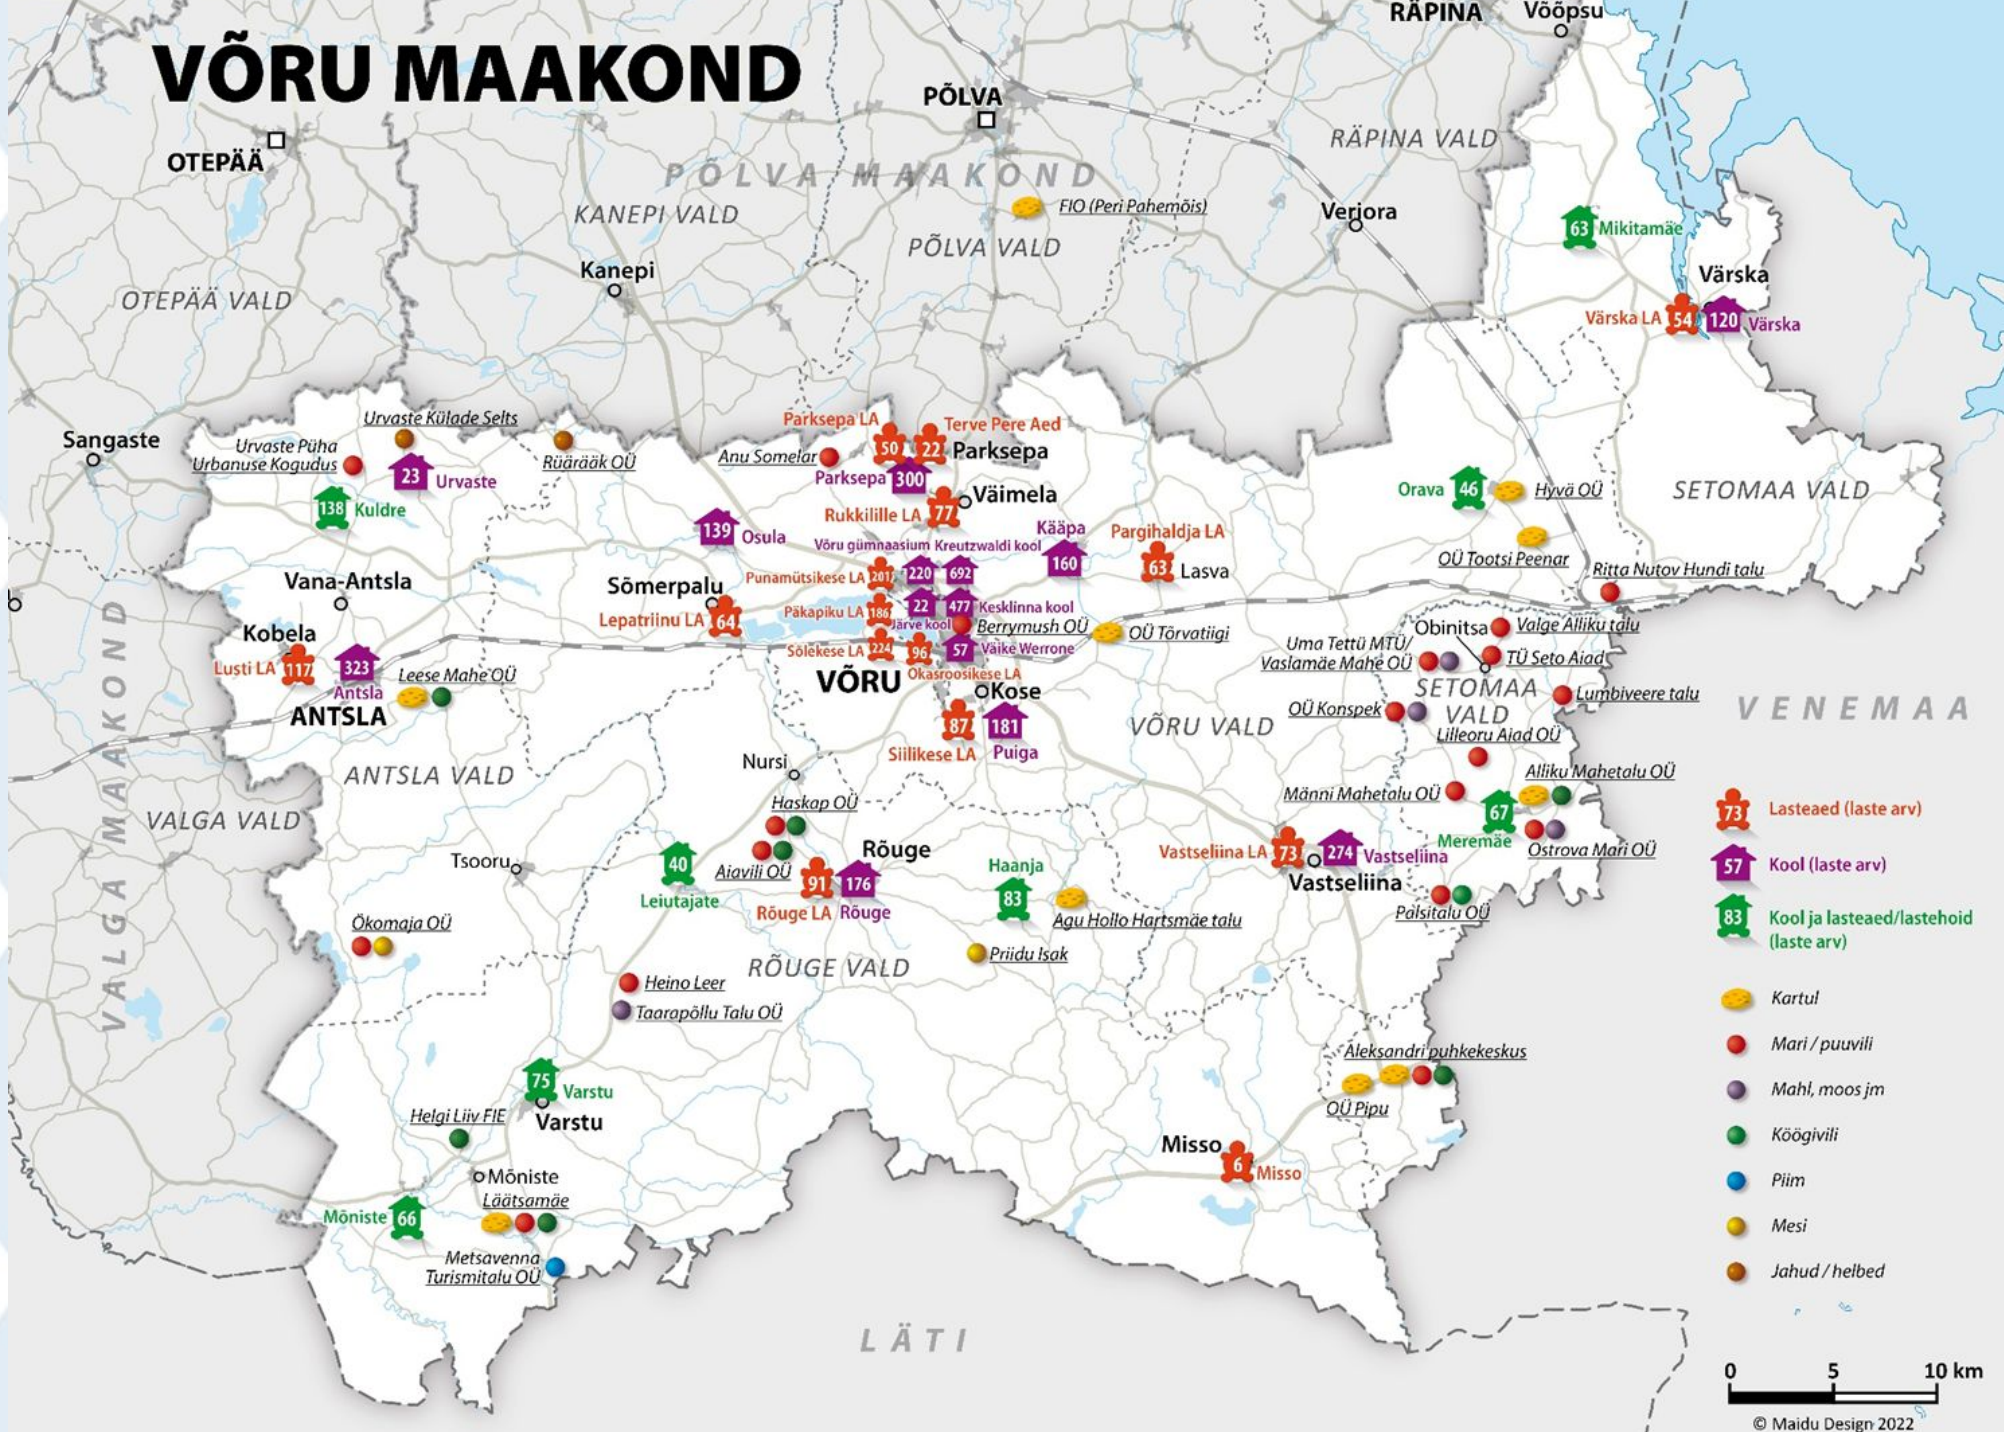 RÄPINA
Võõpsu
VÕRU MAAKOND
PÕLVA
OTEPÄÄ
RÄPINA VALD
PÕLVA MAAKOND
KANEPI VALD
FIO (Peri Pahemõis)
Veriora
63 Mikitamäe
PÕLVA VALD
Kanepi
Värska
OTEPÄÄ VALD
Värska LA 54
120 Värska
Sangaste
Urvaste Külade Selts
Urvaste Püha
Urbanuse Kogudus
23 Urvaste
Rüärääk OÜ
138 Kuldre
Parksepa LA
50
Terve Pere Aed
22
Parksepa
Anu Somelar
Parksepa 300
Väimela
Rukkilille LA 77
Orava 46
Hyvä OÜ
SETOMAA VALD
139 Osula
Võru gümnaasium
220
Kreutzwaldi kool
692
Kääpa
160
Pargihaldja LA
63
Lasva
OÜ Tootsi Peenar
Ritta Nutov Hundi talu
Vana-Antsla
Sõmerpalu
Lepatriinu LA 64
Punamütsikese LA 201
Päkapiku LA 186
22
Järve kool
477 Kesklinna kool
Berrymush OÜ
OÜ Tõrvatiigi
Sõlekese LA 224
96
Okasroosikese LA
57 Väike Werrone
VÕRU
Kose
Obinitsa
Valge Alliku talu
Uma Tettü MTÜ/
Vaslamäe Mahe OÜ
TÜ Seto Aiad
Kobela
Lusti LA 117
323
Antsla
ANTSLA
Leese Mahe OÜ
SETOMAA
VALD
Lumbiveere talu
OÜ Konspek
VENEMAA
87
Siilikese LA
181
Puiga
VÕRU VALD
Lilleoru Aiad OÜ
Nursi
ANTSLA VALD
Alliku Mahetalu OÜ
Männi Mahetalu OÜ
67
Meremäe
Ostrova Mari OÜ
VALGA MAAKOND
VALGA VALD
Haskap OÜ
Aiavili OÜ
Tsooru
40
Leiutajate
Rõuge
91
Rõuge LA
176
Rõuge
Haanja
83
Agu Hollo Hartsmäe talu
Vastseliina LA 73
274 Vastseliina
Vastseliina
Palsitalu OÜ
Ökomaja OÜ
Priidu Isak
RÕUGE VALD
Heino Leer
Taarapõllu Talu OÜ
Aleksandri puhkekeskus
OÜ Pipu
75 Varstu
Varstu
Helgi Liiv FIE
Misso
6 Misso
Mõniste
Läätsamäe
Mõniste 66
Metsavenna
Turismitalu OÜ
LÄTI
73 Lasteaed (laste arv)
57 Kool (laste arv)
83 Kool ja lasteaed/lastehoid
(laste arv)
Kartul
Mari / puuvili
Mahl, moos jm
Köögivili
Piim
Mesi
Jahud / helbed
0 5 10 km
© Maidu Design 2022